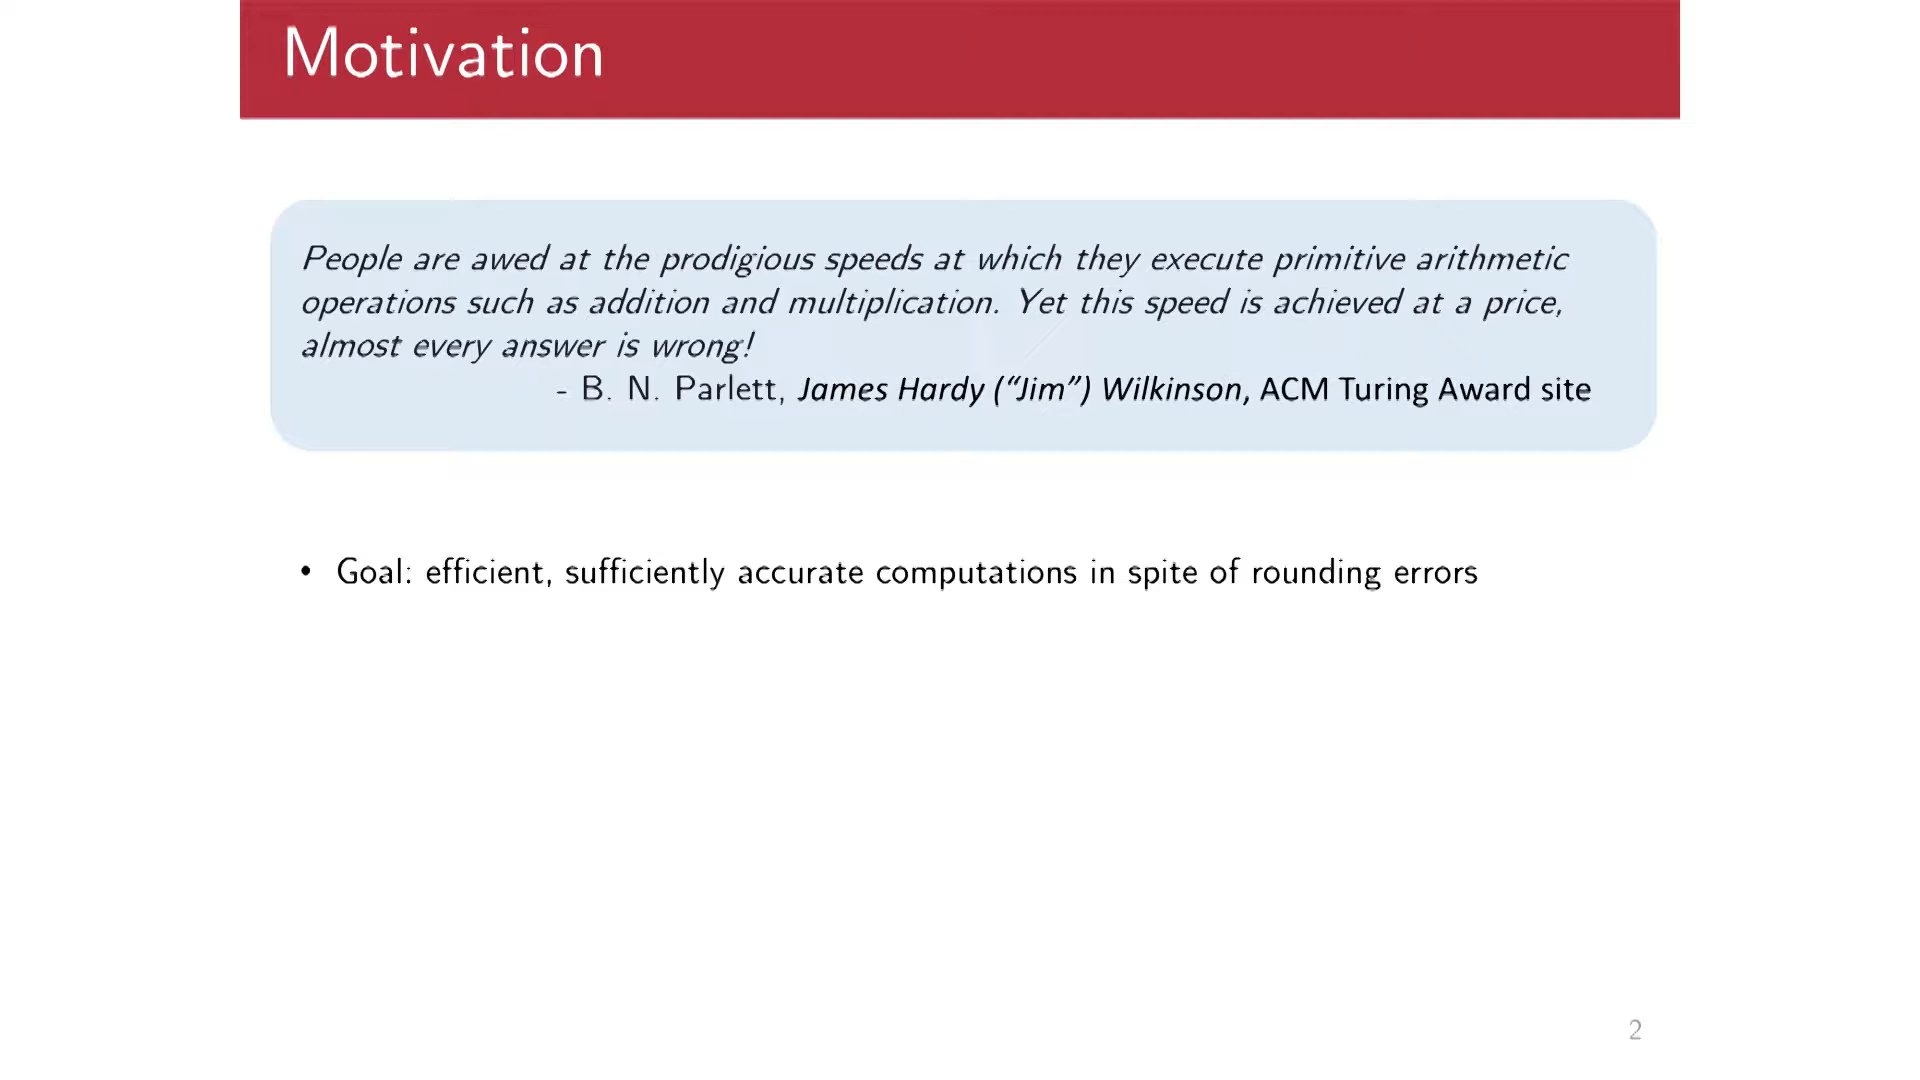 Motivation
People are awed at the prodigious speeds at which they execute primitive arithmetic
operations such as addition and multiplication. Yet this speed is achieved at a price,
almost every answer is wrong!
- B. N. Parlett, James Hardy (“Jim”) Wilkinson, ACM Turing Award site
• Goal: efficient, sufficiently accurate computations in spite of rounding errors
2